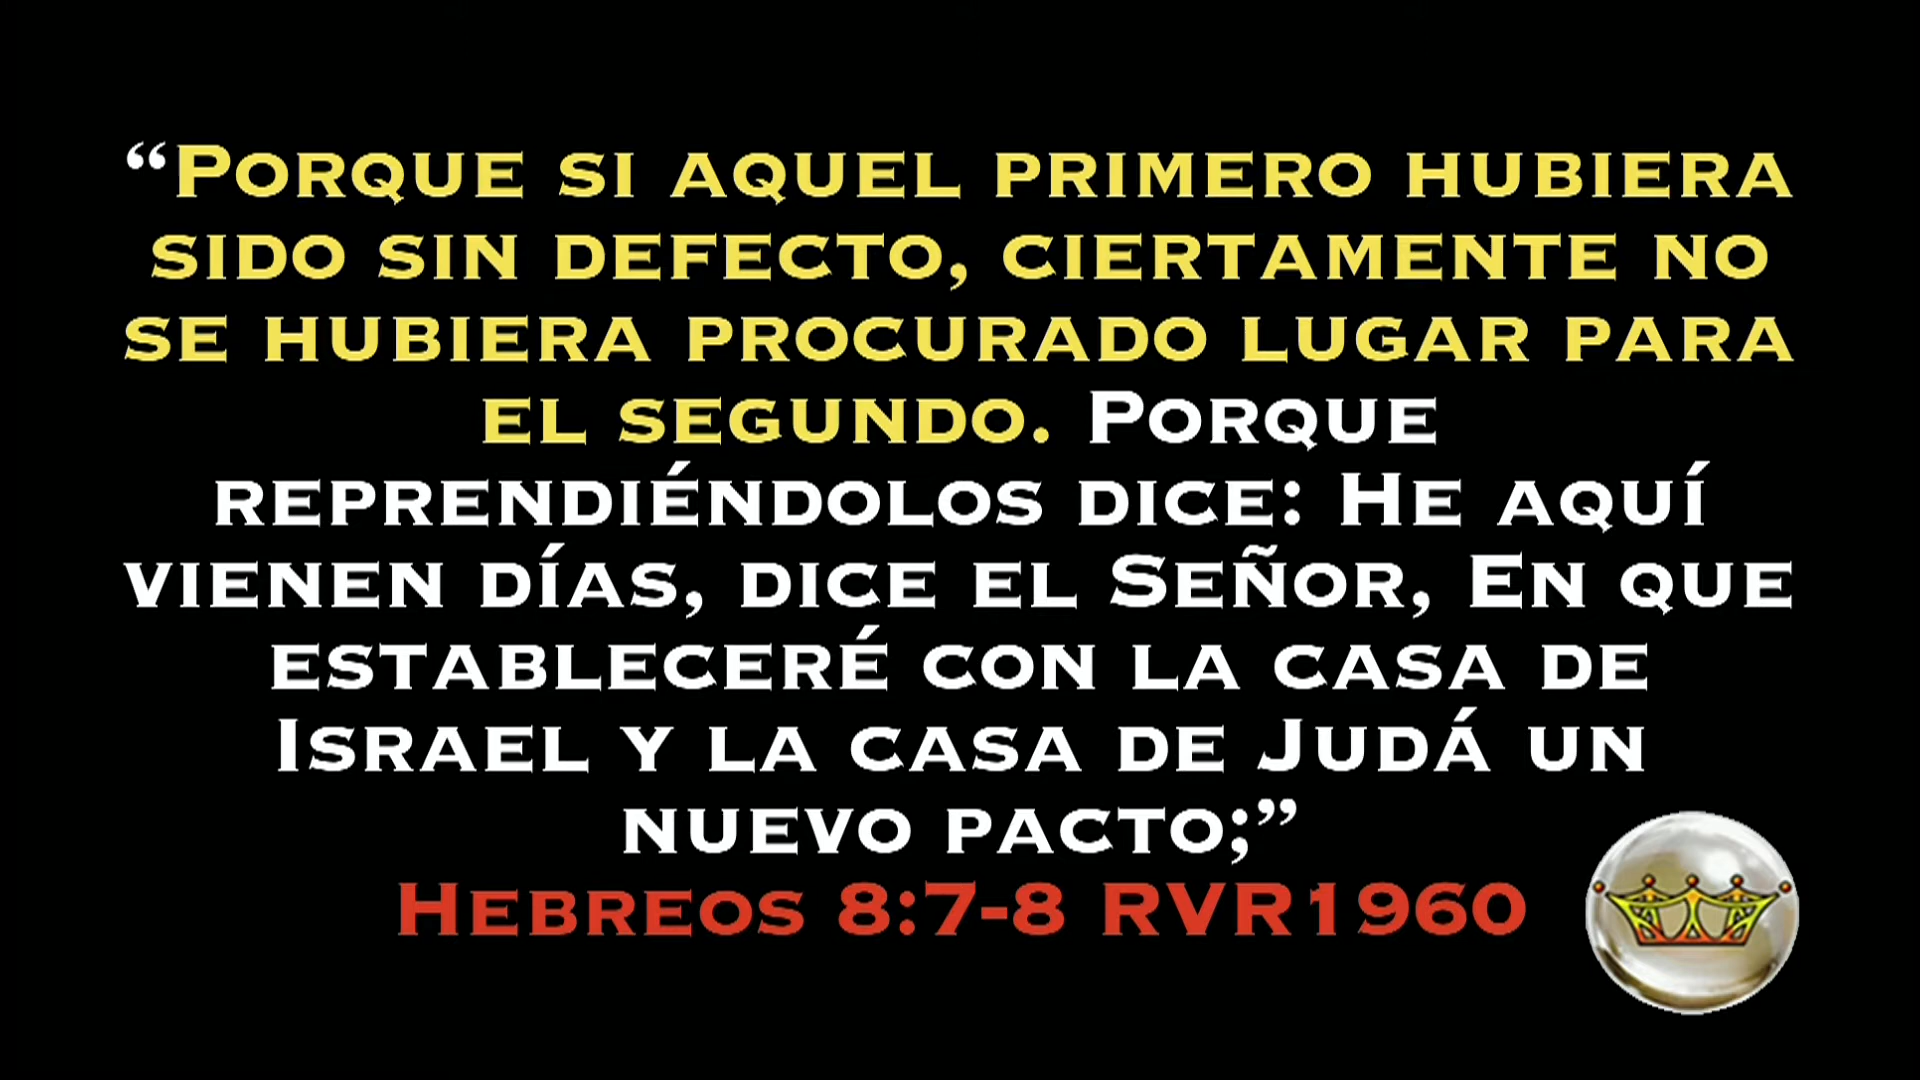 “Porque si aquel primero hubiera
sido sin defecto, ciertamente no
se hubiera procurado lugar para
el segundo. Porque
reprendiéndolos dice: He aquí
vienen días, dice el Señor, En que
estableceré con la casa de
Israel y la casa de Judá un
nuevo pacto;”
Hebreos 8:7-8 RVR1960